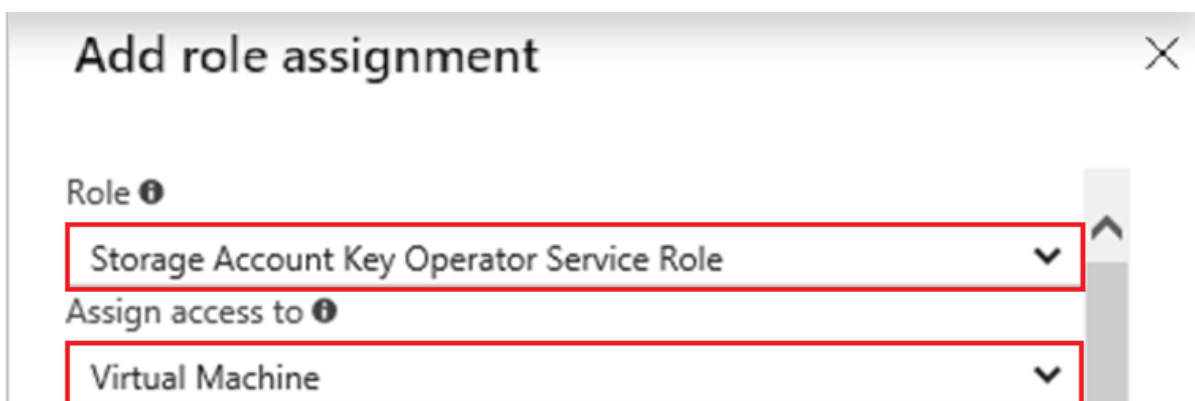 Add role assignment
Role
Storage Account Key Operator Service Role
Assign access to
Virtual Machine